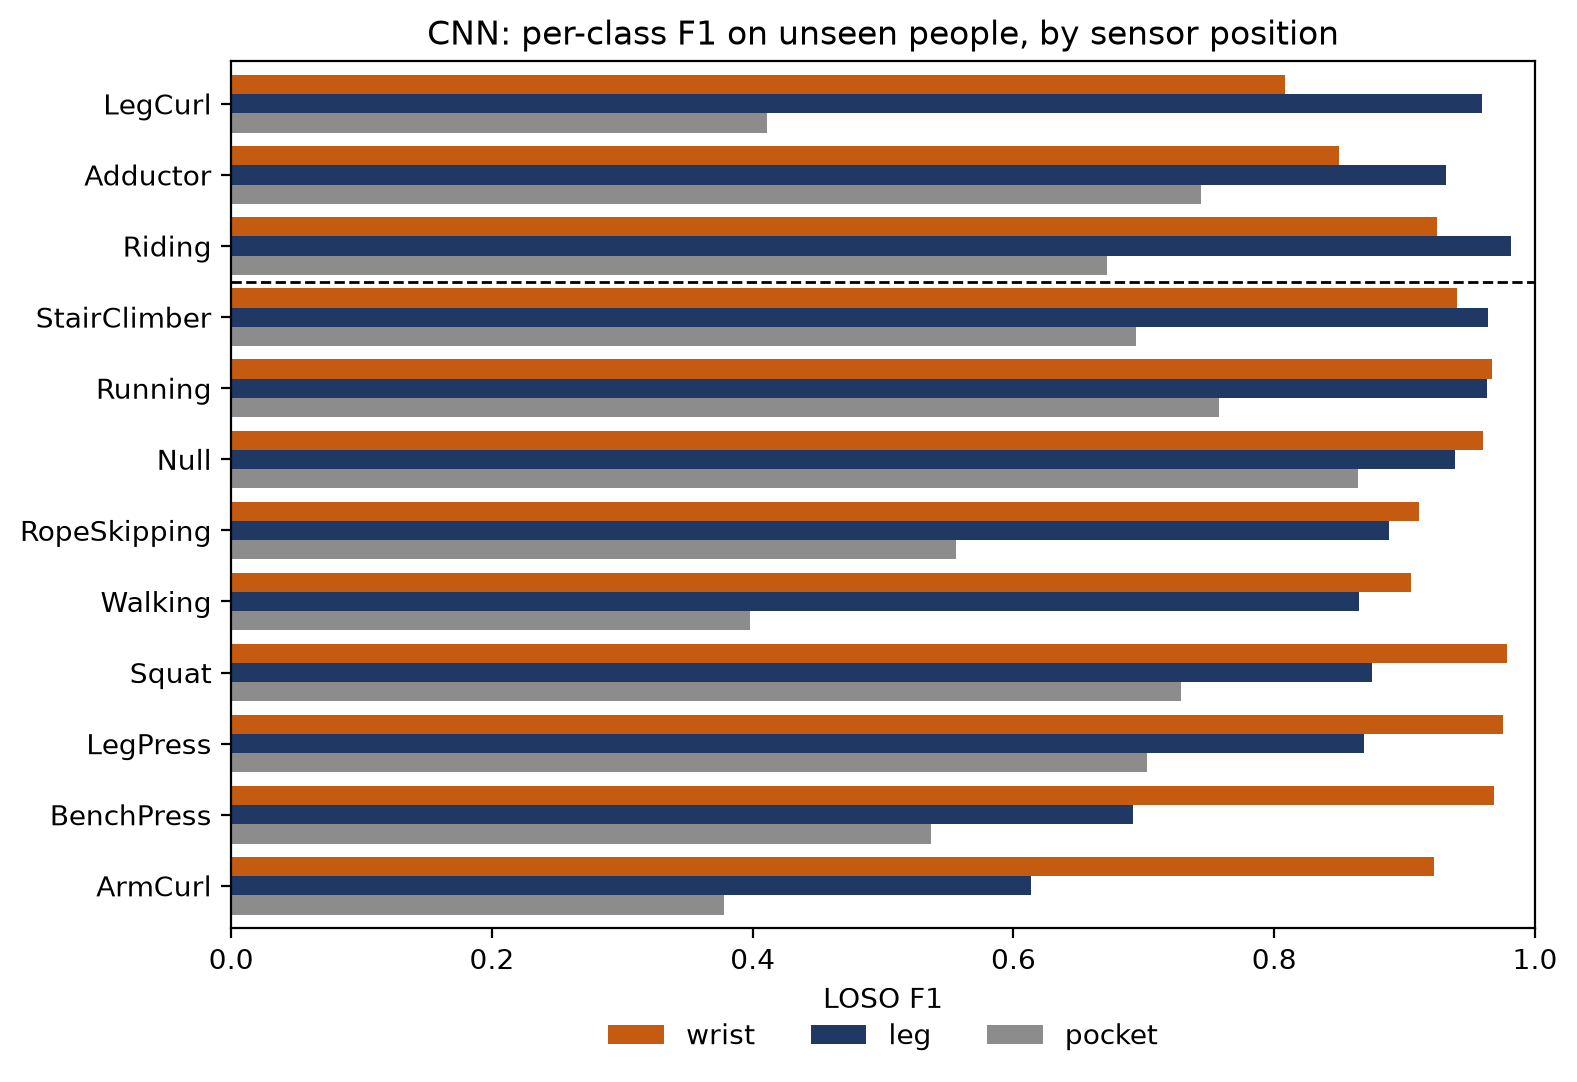 CNN: per-class F1 on unseen people, by sensor position
LegCurl
Adductor
Riding
StairClimber
Running
Null
RopeSkipping
Walking
Squat
LegPress
BenchPress
ArmCurl
0.0 0.2 0.4 0.6 0.8 1.0
LOSO F1
wrist leg pocket